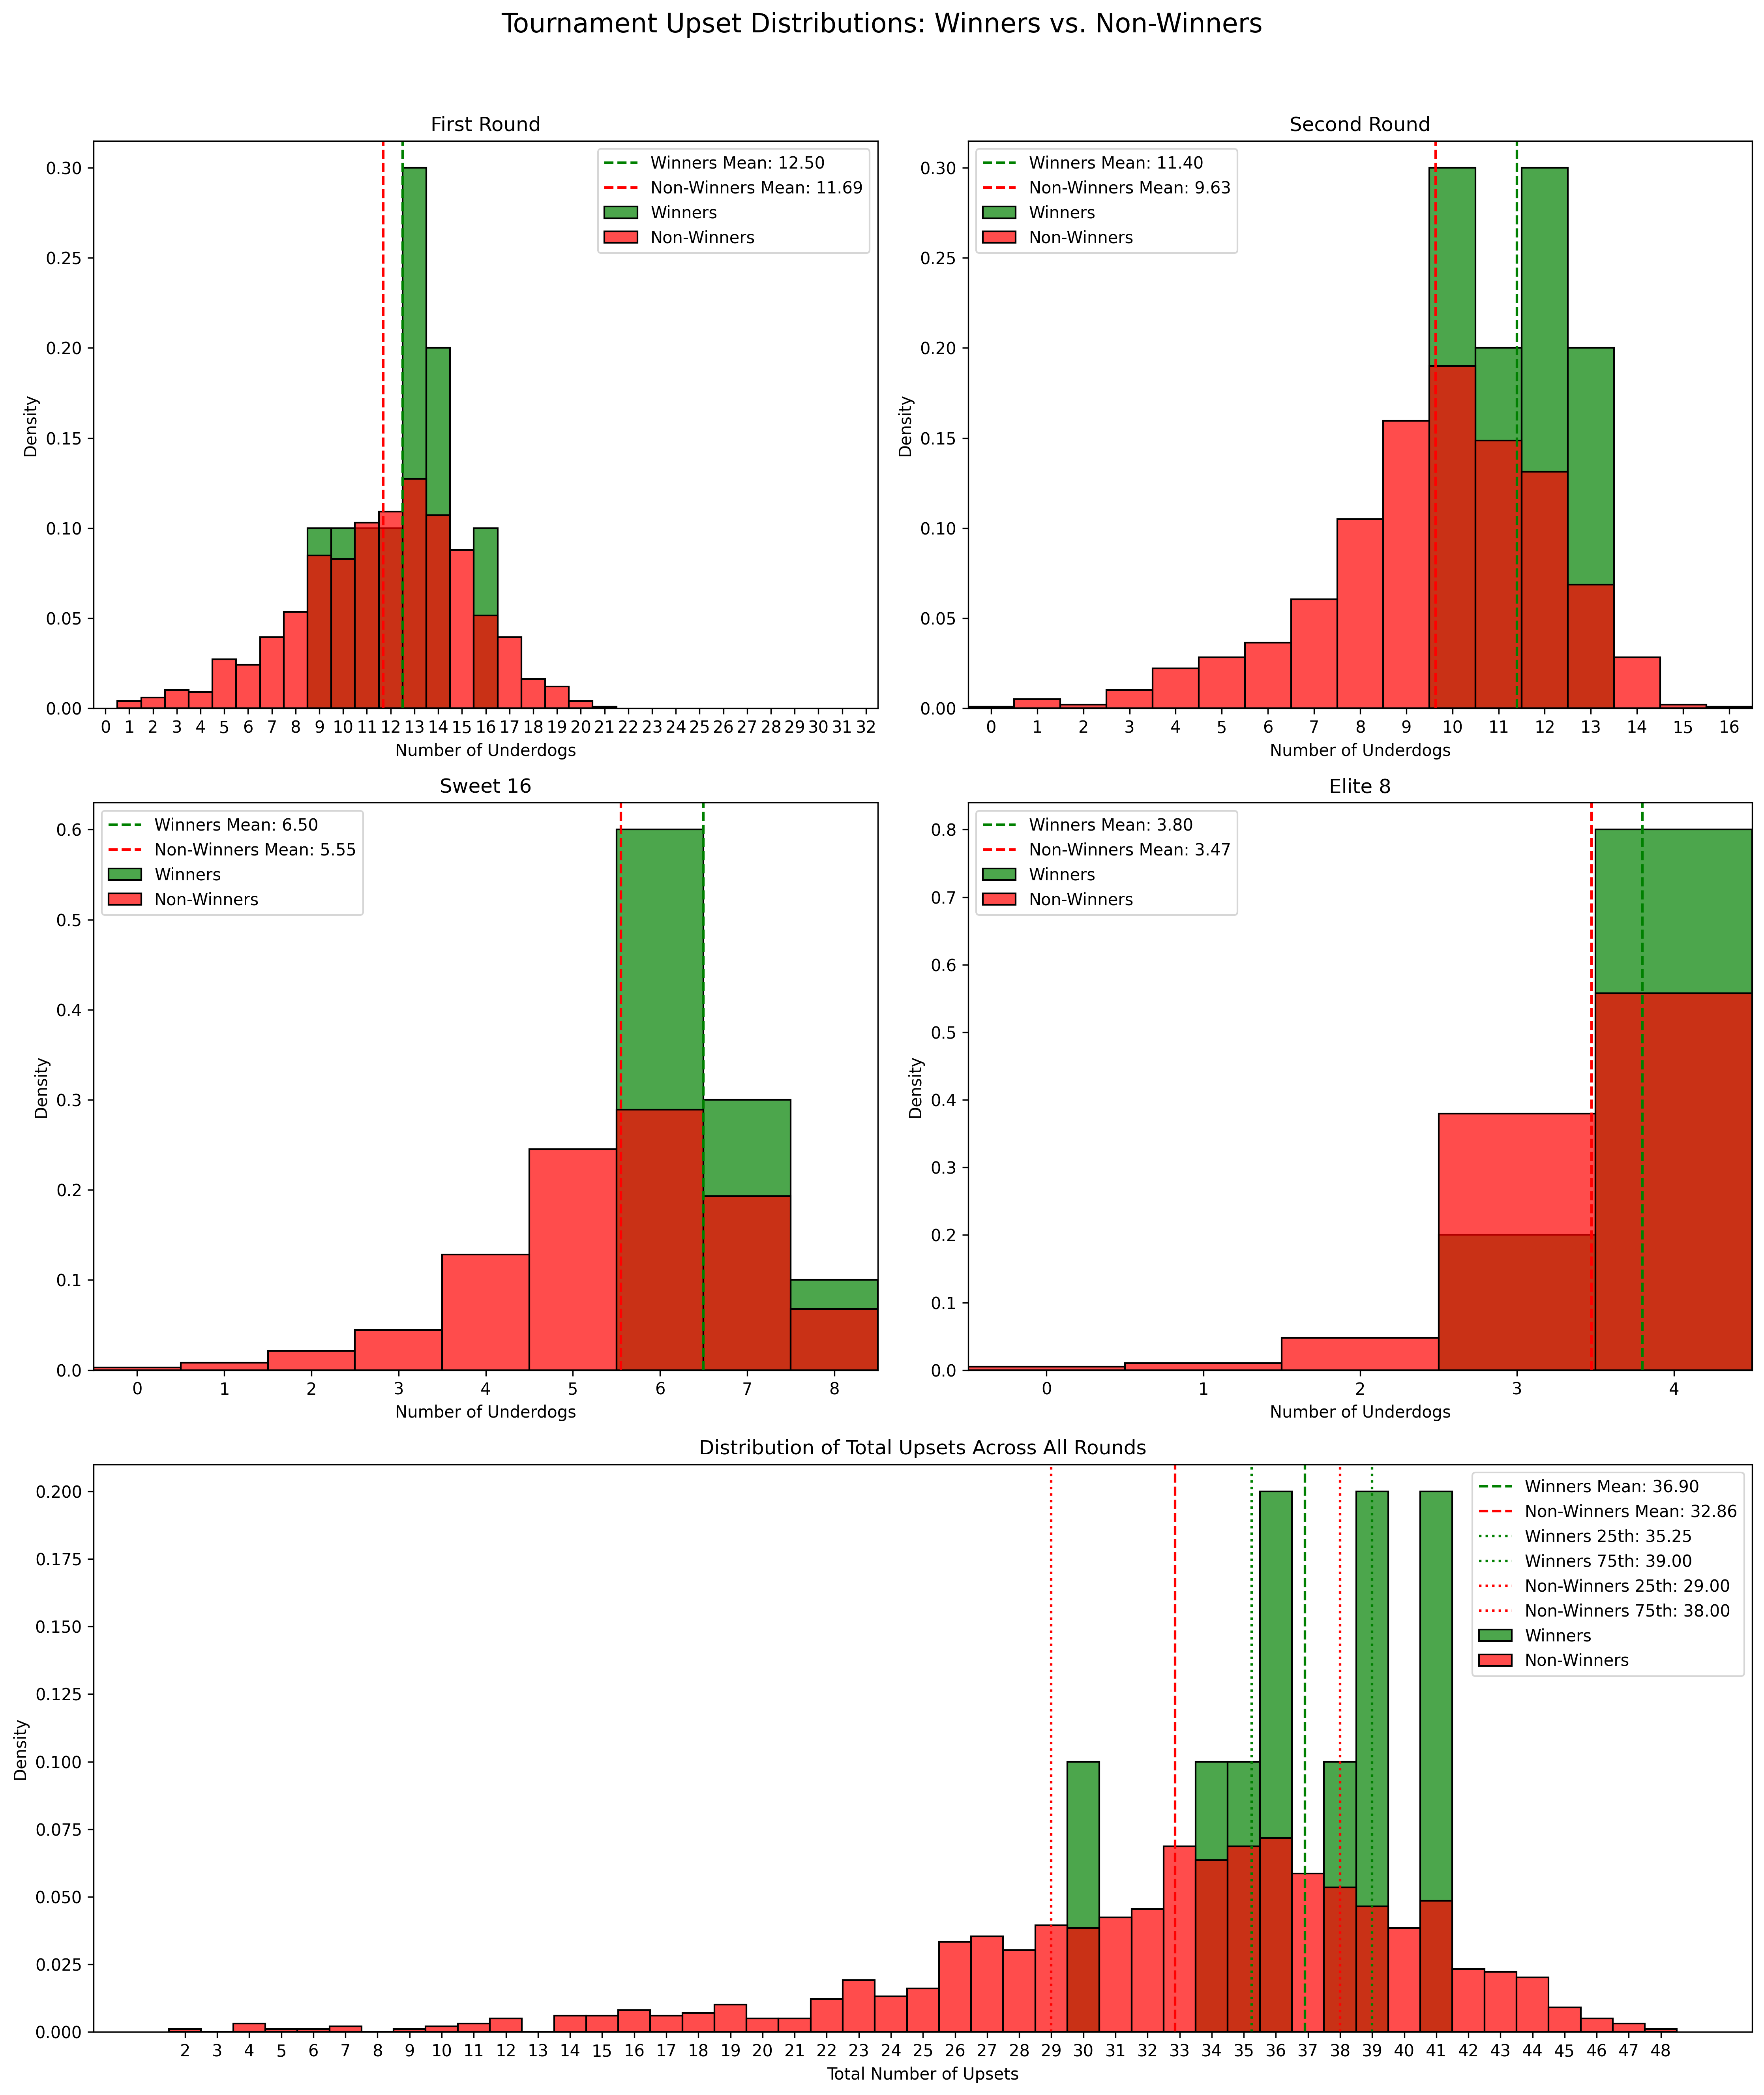 Tournament Upset Distributions: Winners vs. Non-Winners
First Round
Density
0.30
0.25
0.20
0.15
0.10
0.05
0.00
Winners Mean: 12.50
Non-Winners Mean: 11.69
Winners
Non-Winners
0 1 2 3 4 5 6 7 8 9 10 11 12 13 14 15 16 17 18 19 20 21 22 23 24 25 26 27 28 29 30 31 32
Number of Underdogs
Second Round
Density
0.30
0.25
0.20
0.15
0.10
0.05
0.00
Winners Mean: 11.40
Non-Winners Mean: 9.63
Winners
Non-Winners
0 1 2 3 4 5 6 7 8 9 10 11 12 13 14 15 16
Number of Underdogs
Sweet 16
Density
0.6
0.5
0.4
0.3
0.2
0.1
0.0
Winners Mean: 6.50
Non-Winners Mean: 5.55
Winners
Non-Winners
0 1 2 3 4 5 6 7 8
Number of Underdogs
Elite 8
Density
0.8
0.7
0.6
0.5
0.4
0.3
0.2
0.1
0.0
Winners Mean: 3.80
Non-Winners Mean: 3.47
Winners
Non-Winners
0 1 2 3 4
Number of Underdogs
Distribution of Total Upsets Across All Rounds
Density
0.200
0.175
0.150
0.125
0.100
0.075
0.050
0.025
0.000
Winners Mean: 36.90
Non-Winners Mean: 32.86
Winners 25th: 35.25
Winners 75th: 39.00
Non-Winners 25th: 29.00
Non-Winners 75th: 38.00
Winners
Non-Winners
2 3 4 5 6 7 8 9 10 11 12 13 14 15 16 17 18 19 20 21 22 23 24 25 26 27 28 29 30 31 32 33 34 35 36 37 38 39 40 41 42 43 44 45 46 47 48
Total Number of Upsets